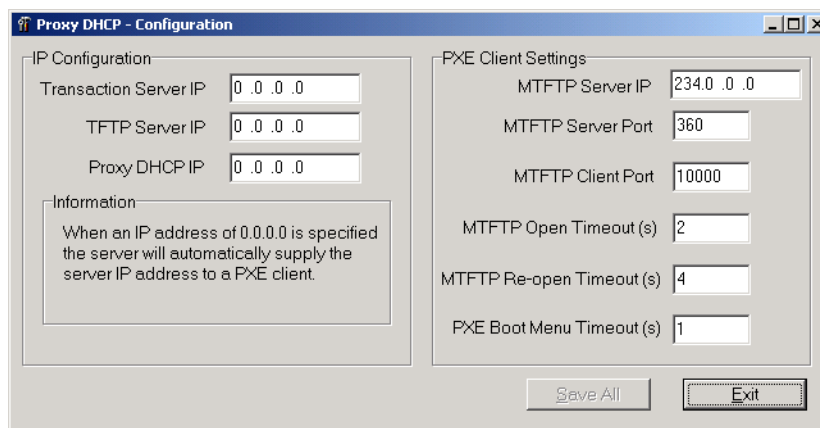 Proxy DHCP - Configuration
IP Configuration
Transaction Server IP 0 .0 .0 .0
TFTP Server IP 0 .0 .0 .0
Proxy DHCP IP 0 .0 .0 .0
Information
When an IP address of 0.0.0.0 is specified
the server will automatically supply the
server IP address to a PXE client.
PXE Client Settings
MTFTP Server IP 234.0 .0 .0
MTFTP Server Port 360
MTFTP Client Port 10000
MTFTP Open Timeout (s) 2
MTFTP Re-open Timeout (s) 4
PXE Boot Menu Timeout (s) 1
Save All
Exit